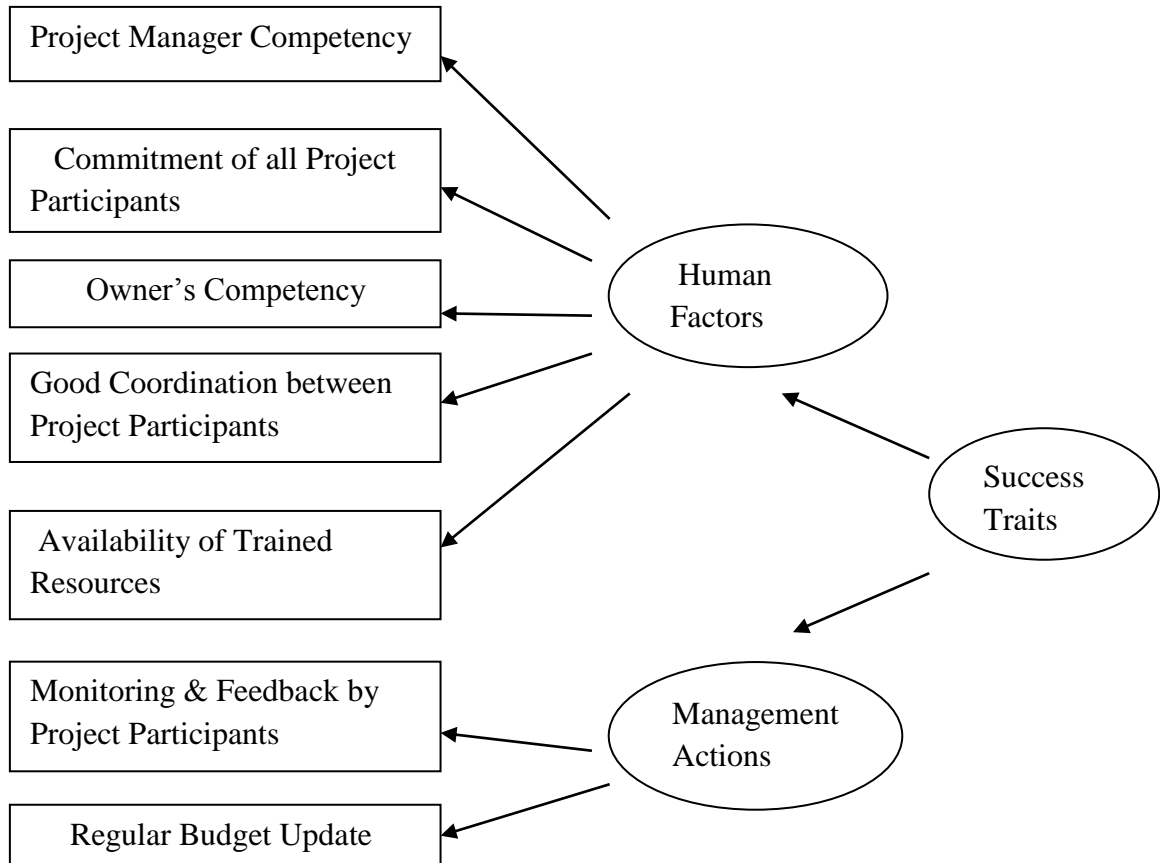 Project Manager Competency
Commitment of all Project
Participants
Owner’s Competency
Good Coordination between
Project Participants
Availability of Trained
Resources
Monitoring & Feedback by
Project Participants
Regular Budget Update
Human
Factors
Management
Actions
Success
Traits